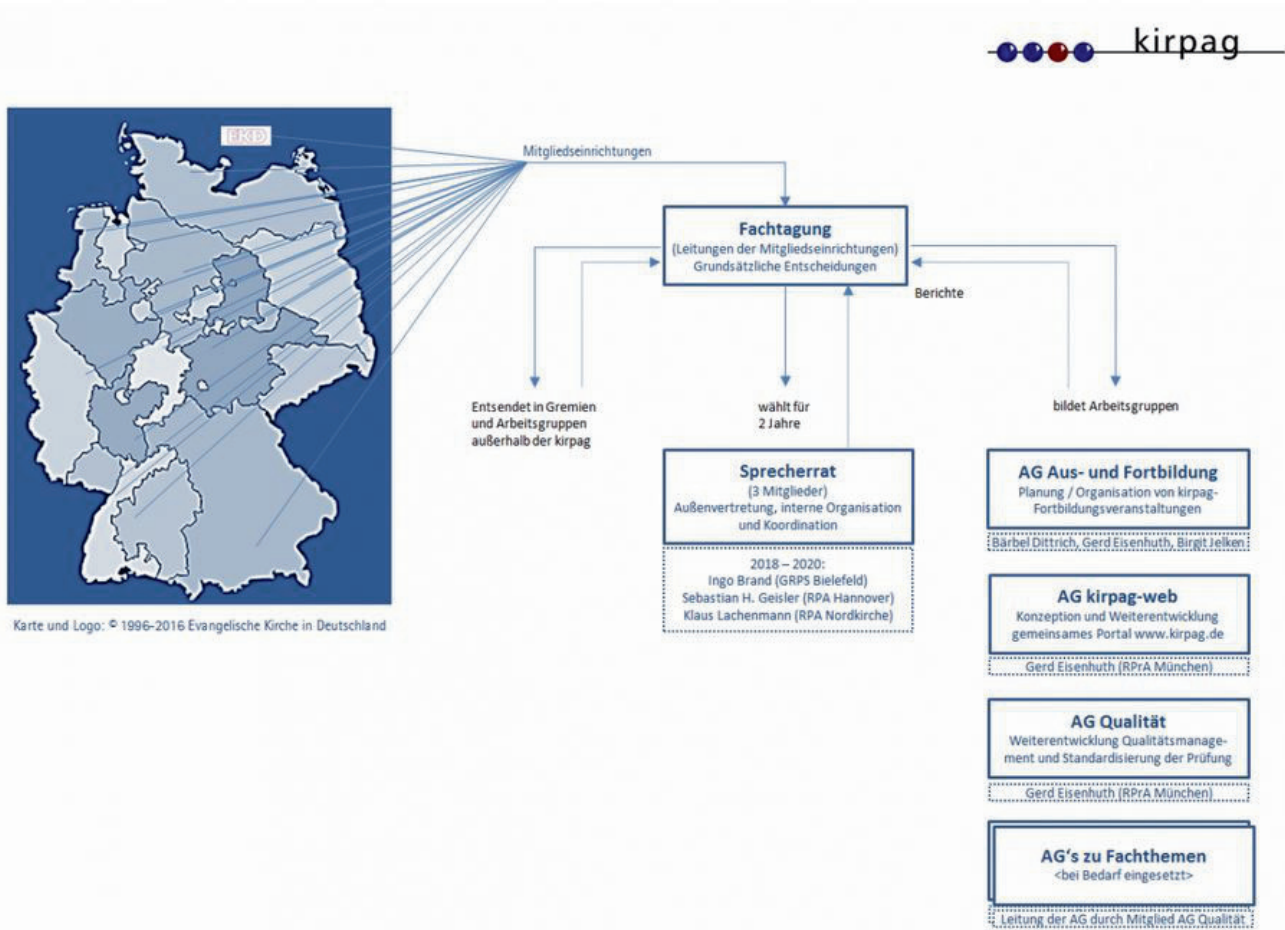 kirpag
EKD
Mitgliedseinrichtungen
Fachtagung
(Leitungen der Mitgliedseinrichtungen)
Grundsätzliche Entscheidungen
Berichte
Entsendet in Gremien
und Arbeitsgruppen
außerhalb der kirpag
wählt für
2 Jahre
bildet Arbeitsgruppen
Sprecherrat
(3 Mitglieder)
Außenvertretung, interne Organisation
und Koordination
2018 – 2020:
Ingo Brand (GRPS Bielefeld)
Sebastian H. Geisler (RPA Hannover)
Klaus Lachenmann (RPA Nordkirche)
AG Aus- und Fortbildung
Planung / Organisation von kirpag-
Fortbildungsveranstaltungen
Bärbel Dittrich, Gerd Eisenhuth, Birgit Jelken
AG kirpag-web
Konzeption und Weiterentwicklung
gemeinsames Portal www.kirpag.de
Gerd Eisenhuth (RPrA München)
AG Qualität
Weiterentwicklung Qualitätsmanage-
ment und Standardisierung der Prüfung
Gerd Eisenhuth (RPrA München)
AG's zu Fachthemen
<bei Bedarf eingesetzt>
Leitung der AG durch Mitglied AG Qualität
Karte und Logo: © 1996–2016 Evangelische Kirche in Deutschland